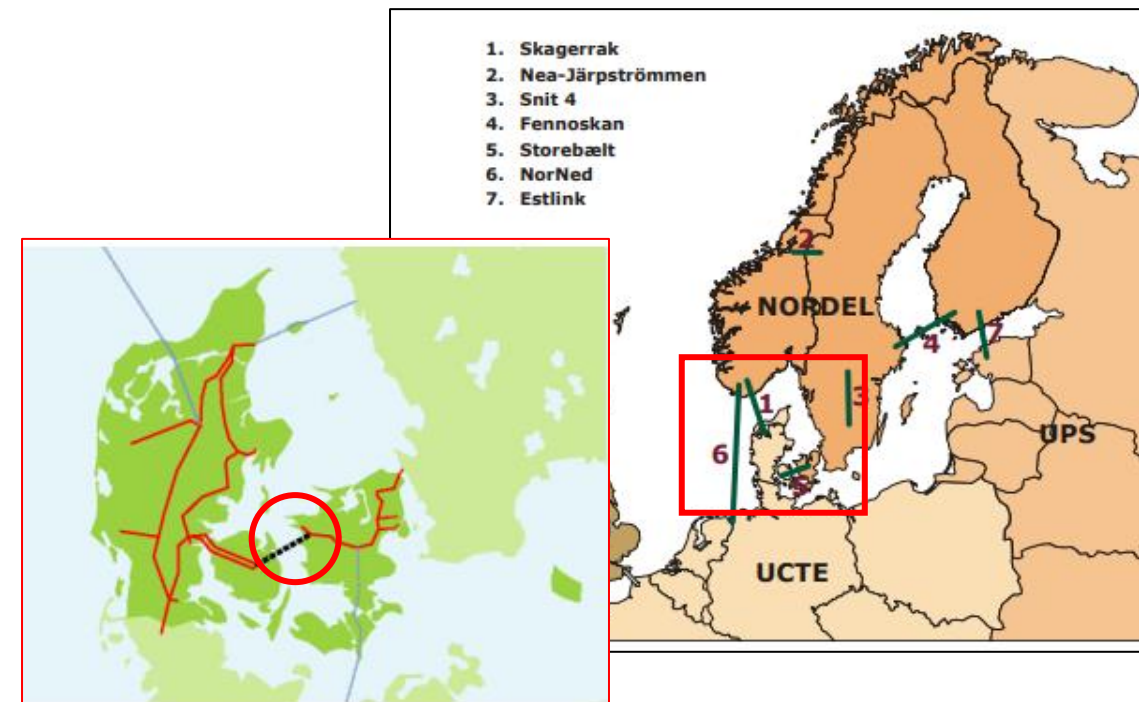 1. Skagerrak
2. Nea-Järpströmmen
3. Snit 4
4. Fennoskan
5. Storebælt
6. NorNed
7. Estlink
2
NORDEL
4
7
1
3
6
5
UPS
UCTE